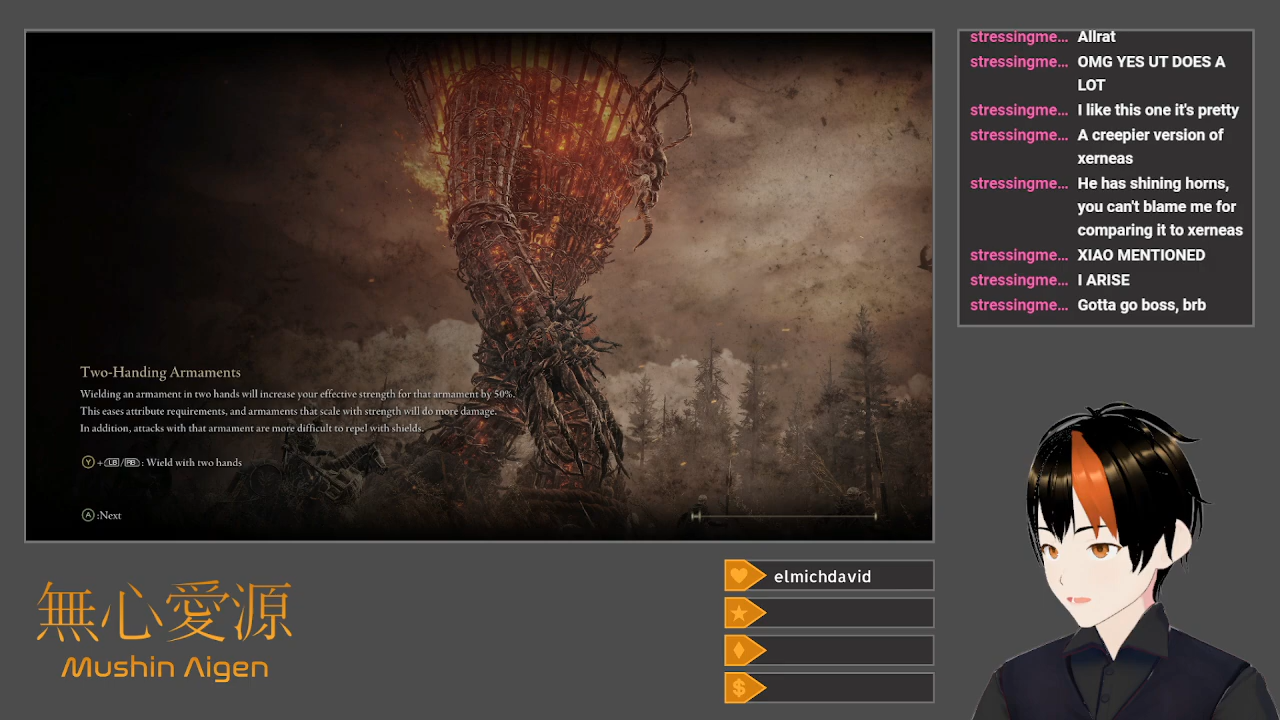 Two-Handing Armaments
Wielding an armament in two hands will increase your effective strength for that armament by 50%.
This eases attribute requirements, and armaments that scale with strength will do more damage.
In addition, attacks with that armament are more difficult to repel with shields.
Y+LB/RB: Wield with two hands
A:Next
stressingme... Allrat
stressingme... OMG YES UT DOES A
LOT
stressingme... I like this one it's pretty
stressingme... A creepier version of
xerneas
stressingme... He has shining horns,
you can't blame me for
comparing it to xerneas
stressingme... XIAO MENTIONED
stressingme... I ARISE
stressingme... Gotta go boss, brb
無心愛源
Mushin Aigen
elmichdavid
$